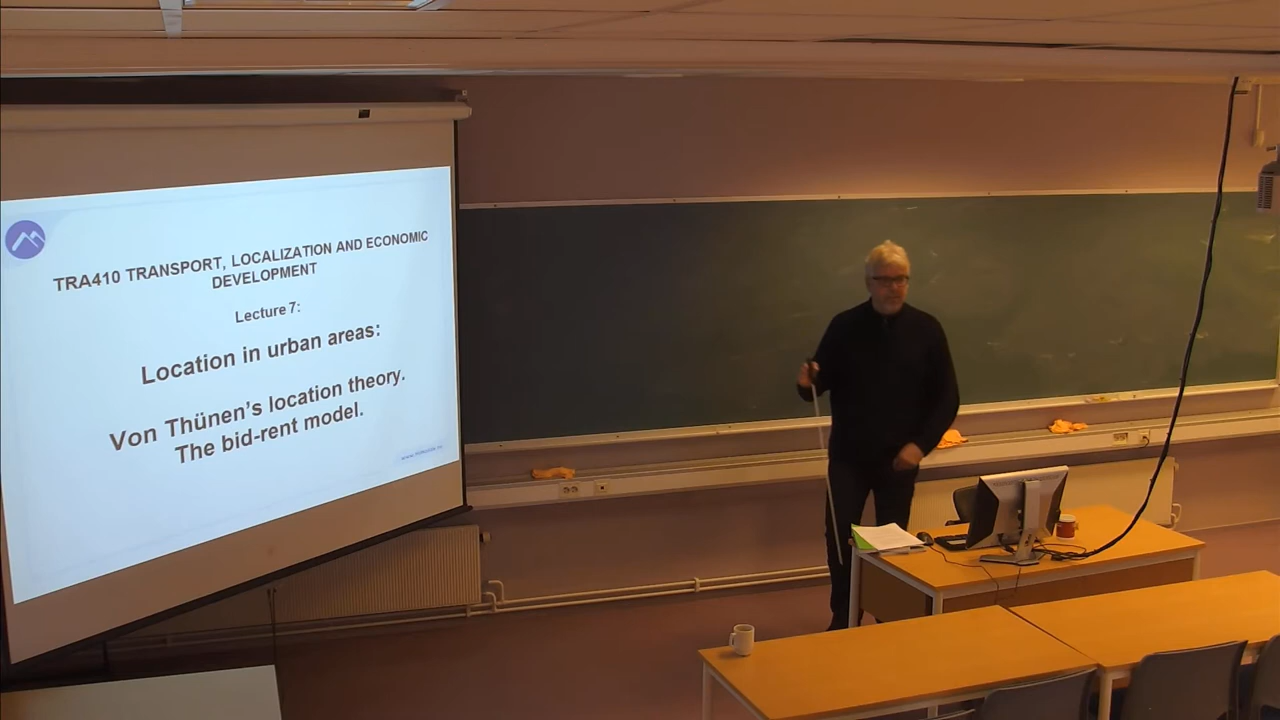 TRA410 TRANSPORT, LOCALIZATION AND ECONOMIC
DEVELOPMENT
Lecture 7:
Location in urban areas:
Von Thünen's location theory.
The bid-rent model.